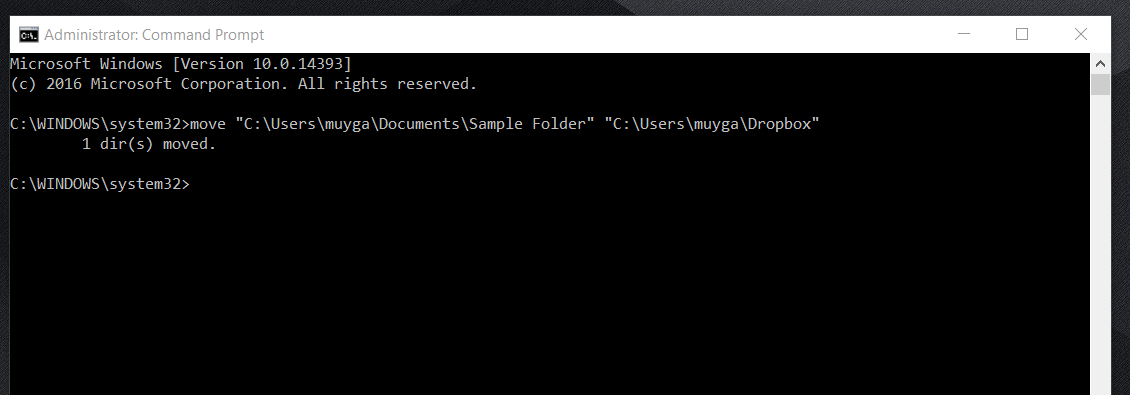 Administrator: Command Prompt
Microsoft Windows [Version 10.0.14393]
(c) 2016 Microsoft Corporation. All rights reserved.
C:\WINDOWS\system32>move "C:\Users\muyga\Documents\Sample Folder" "C:\Users\muyga\Dropbox"
1 dir(s) moved.
C:\WINDOWS\system32>